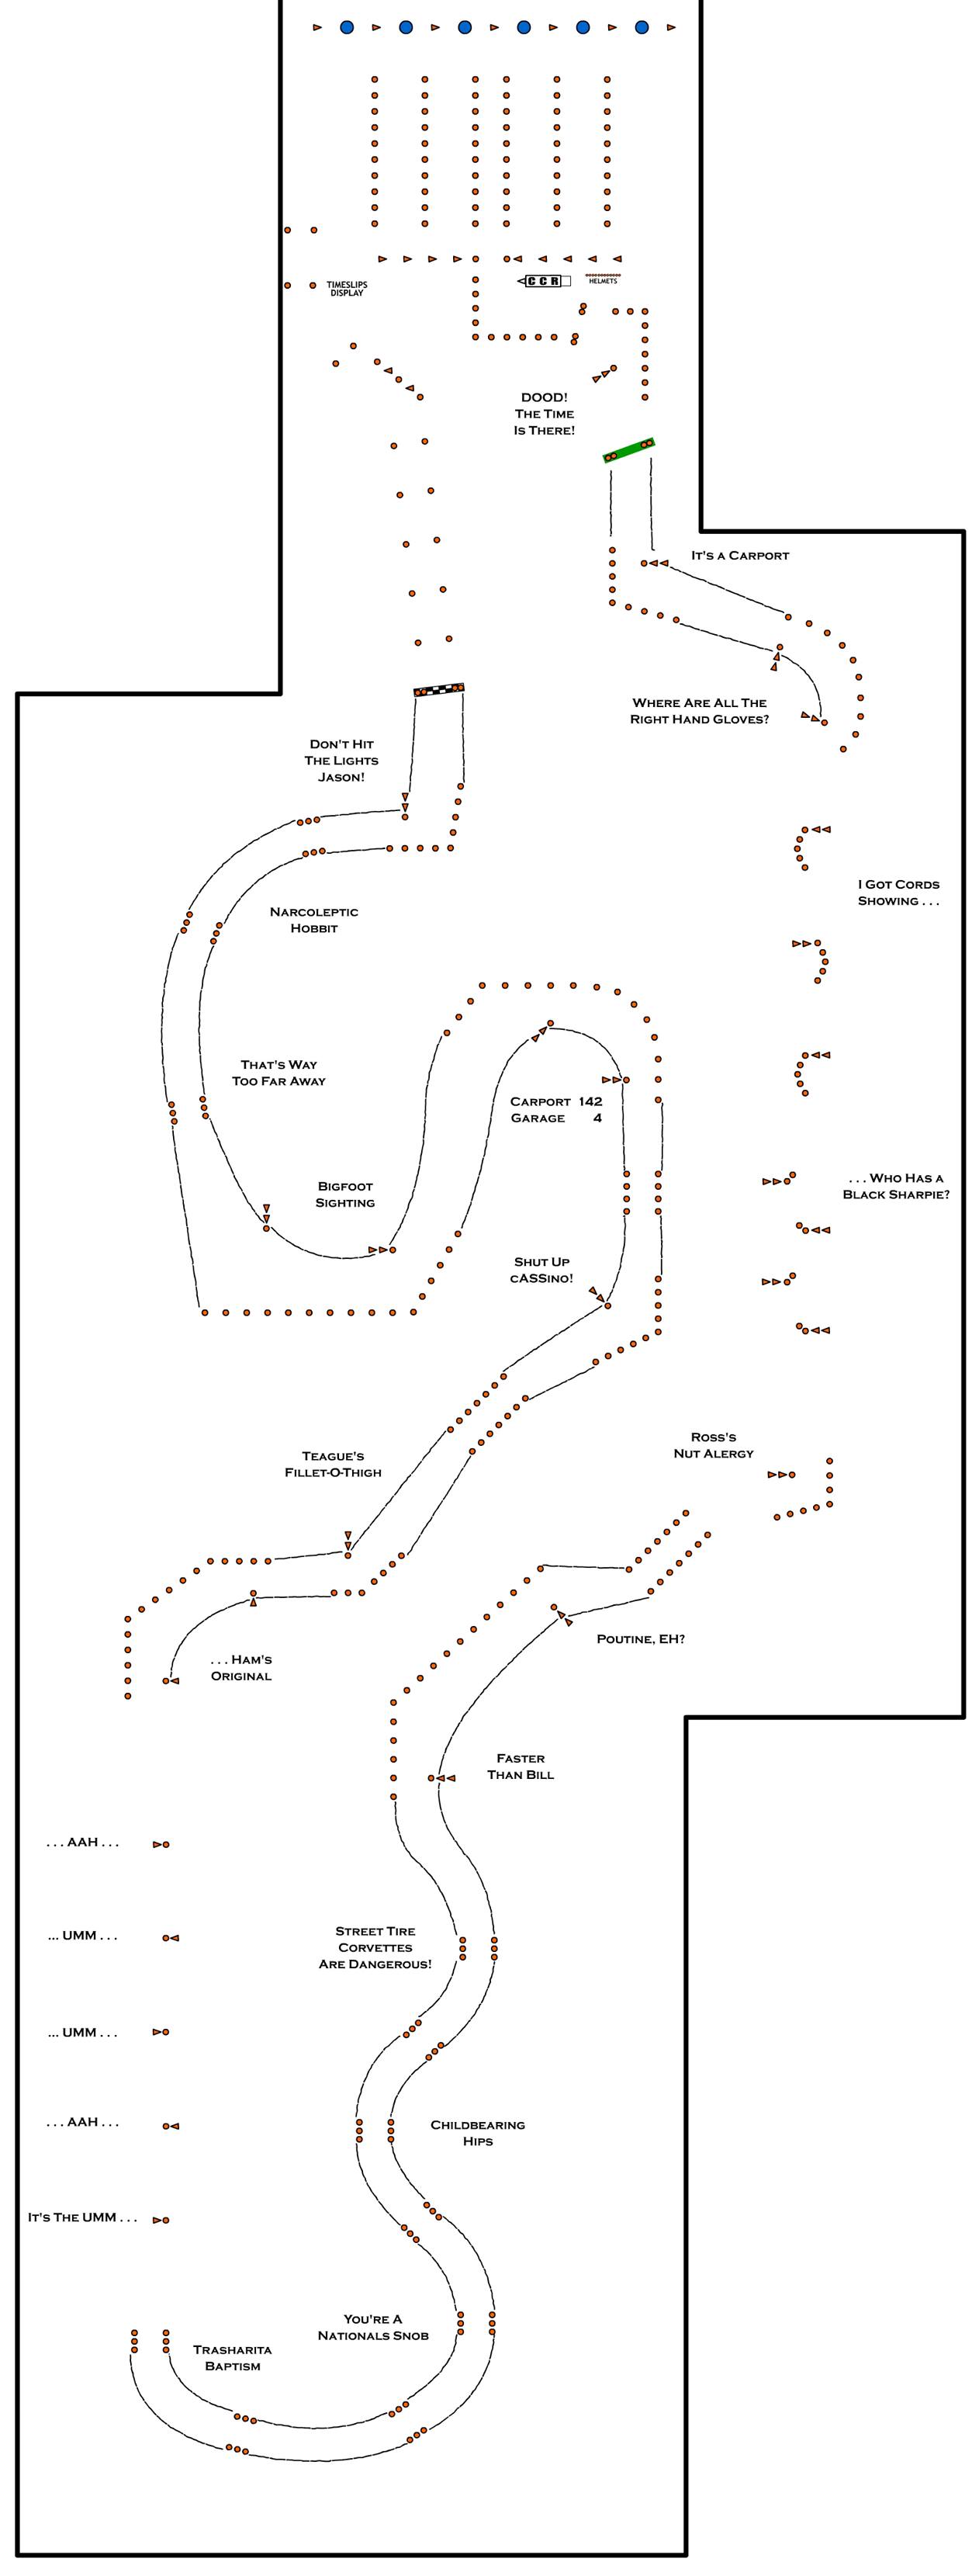 CCR
HELMETS
TIMESLIPS
DISPLAY
DOOD!
THE TIME
IS THERE!
IT'S A CARPORT
WHERE ARE ALL THE
RIGHT HAND GLOVES?
DON'T HIT
THE LIGHTS
JASON!
I GOT CORDS
SHOWING . . .
NARCOLEPTIC
HOBBIT
THAT'S WAY
TOO FAR AWAY
CARPORT 142
GARAGE 4
BIGFOOT
SIGHTING
. . . WHO HAS A
BLACK SHARPIE?
SHUT UP
cASSINO!
ROSS'S
NUT ALERGY
TEAGUE'S
FILLET-O-THIGH
POUTINE, EH?
. . . HAM'S
ORIGINAL
FASTER
THAN BILL
. . . AAH . . .
... UMM . . .
STREET TIRE
CORVETTES
ARE DANGEROUS!
... UMM . . .
. . . AAH . . .
CHILDBEARING
HIPS
IT'S THE UMM . . .
YOU'RE A
NATIONALS SNOB
TRASHARITA
BAPTISM